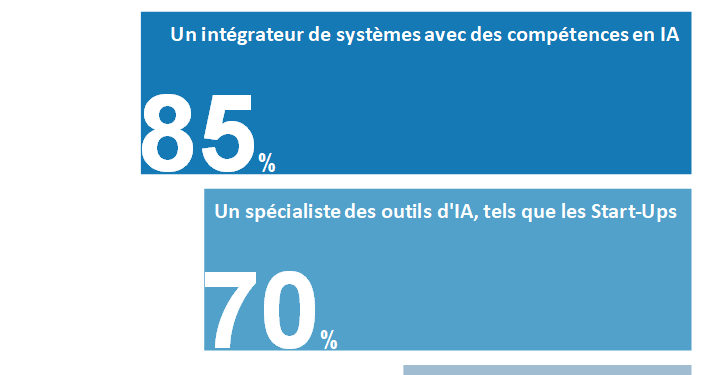 Un intégrateur de systèmes avec des compétences en IA
85%
Un spécialiste des outils d'IA, tels que les Start-Ups
70%